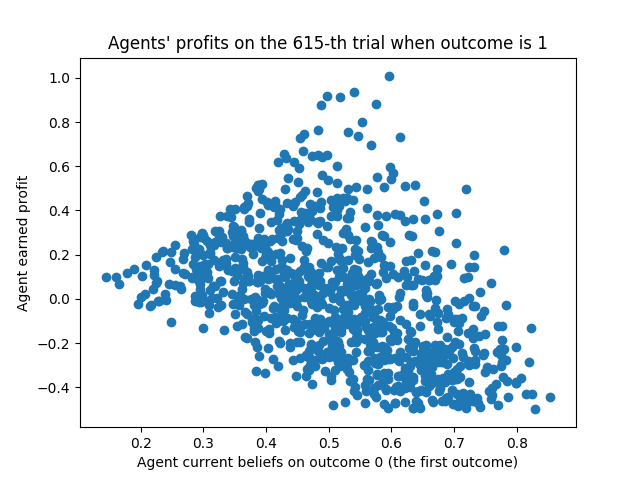 Agents' profits on the 615-th trial when outcome is 1
1.0
0.8
0.6
0.4
0.2
0.0
−0.2
−0.4
Agent earned profit
0.2 0.3 0.4 0.5 0.6 0.7 0.8
Agent current beliefs on outcome 0 (the first outcome)